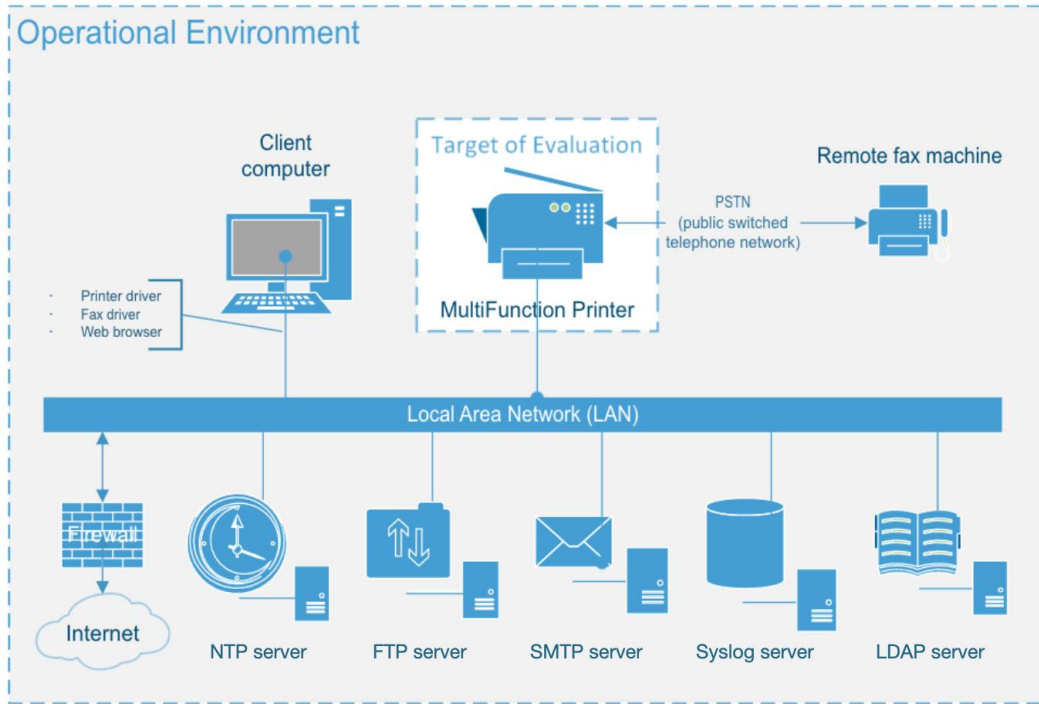 Operational Environment
Client
computer
Target of Evaluation
Remote fax machine
PSTN
(public switched
telephone network)
· Printer driver
· Fax driver
· Web browser
MultiFunction Printer
Local Area Network (LAN)
Firewall
Internet
NTP server
FTP server
SMTP server
Syslog server
LDAP server